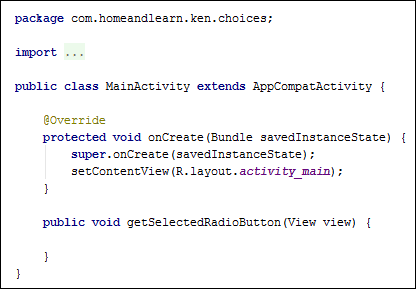 package com.homeandlearn.ken.choices;
import ...
public class MainActivity extends AppCompatActivity {
@Override
protected void onCreate(Bundle savedInstanceState) {
super.onCreate(savedInstanceState);
setContentView(R.layout.activity_main);
}
public void getSelectedRadioButton(View view) {
}
}